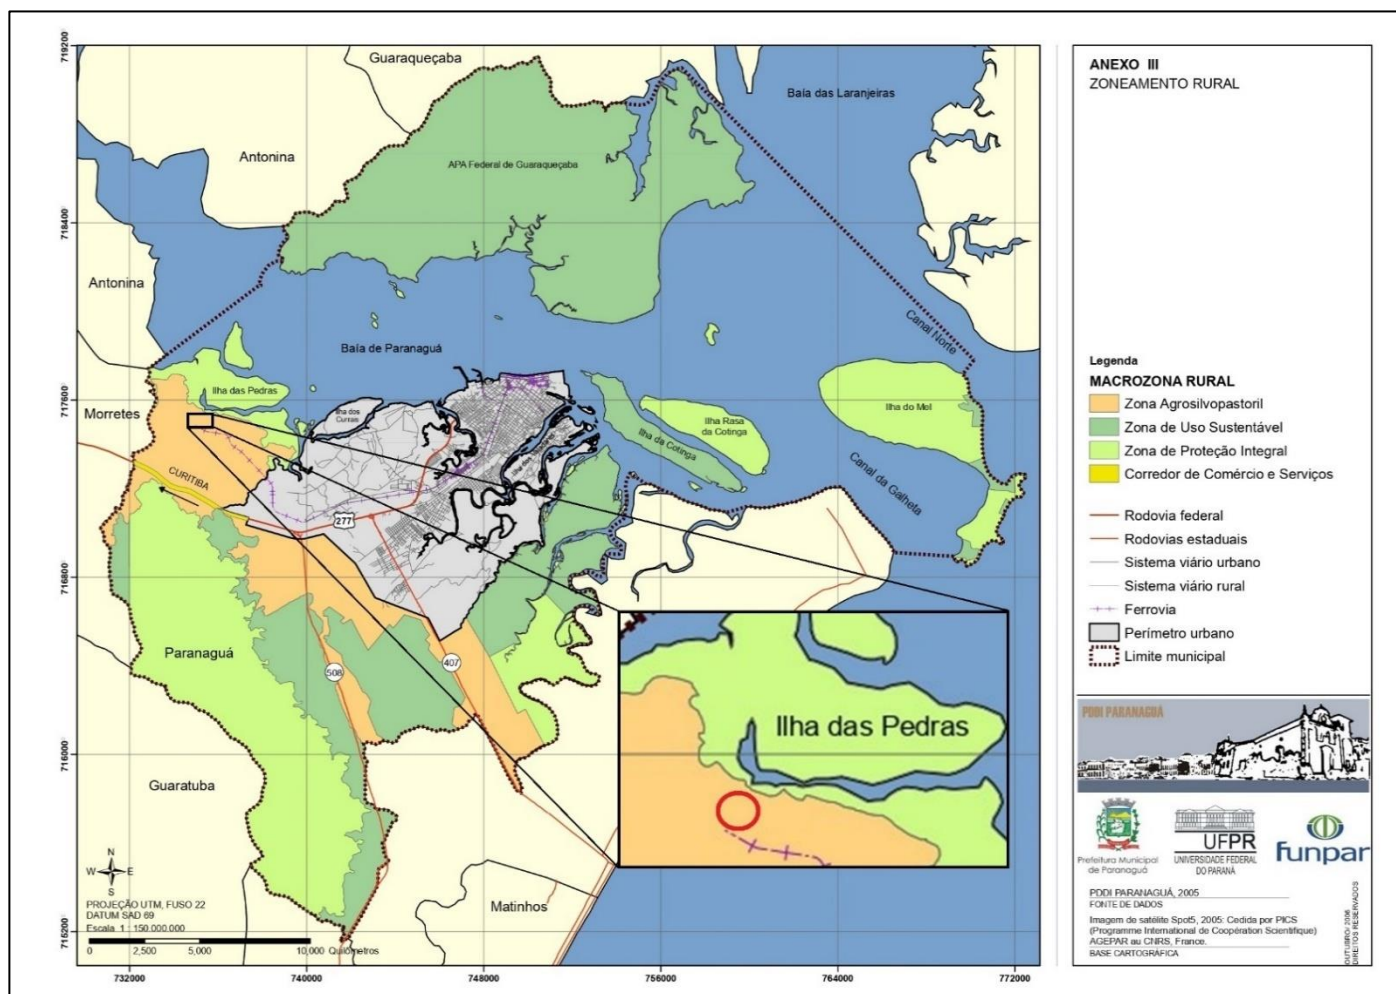 719200
718400
717600
716800
716000
715200
732000
740000
748000
756000
764000
772000
Guaraqueçaba
Baía das Laranjeiras
Antonina
APA Federal de Guaraqueçaba
Antonina
Canal Norte
Baía de Paranaguá
Ilha das Pedras
Morretes
Ilha dos
Curras
Ilha Rasa
da Cotinga
Ilha da Cotinga
Ilha do Mel
Canal da Galheta
CURITIBA
277
Paranaguá
508
407
Ilha das Pedras
Guaratuba
Matinhos
N
W E
S
PROJEÇÃO UTM, FUSO 22
DATUM SAD 69
Escala 1 : 150.000.000
0 2,500 5,000 10,000 Quilómetros
ANEXO III
ZONEAMENTO RURAL
Legenda
MACROZONA RURAL
Zona Agrosilvopastoril
Zona de Uso Sustentável
Zona de Proteção Integral
Corredor de Comércio e Serviços
Rodovia federal
Rodovias estaduais
Sistema viário urbano
Sistema viário rural
Ferrovia
Perímetro urbano
Limite municipal
PDDI PARANAGUÁ
Prefeitura Municipal
de Paranaguá
UFPR
UNIVERSIDADE FEDERAL
DO PARANÁ
funpar
PDDI PARANAGUÁ, 2005
FONTE DE DADOS
Imagem de satélite Spot5, 2005: Cedida por PICS
(Programme International de Coopération Scientifique)
AGEPAR au CNRS, France.
BASE CARTOGRÁFICA
OUTUBRO/ 2006
DIREITOS RESERVADOS